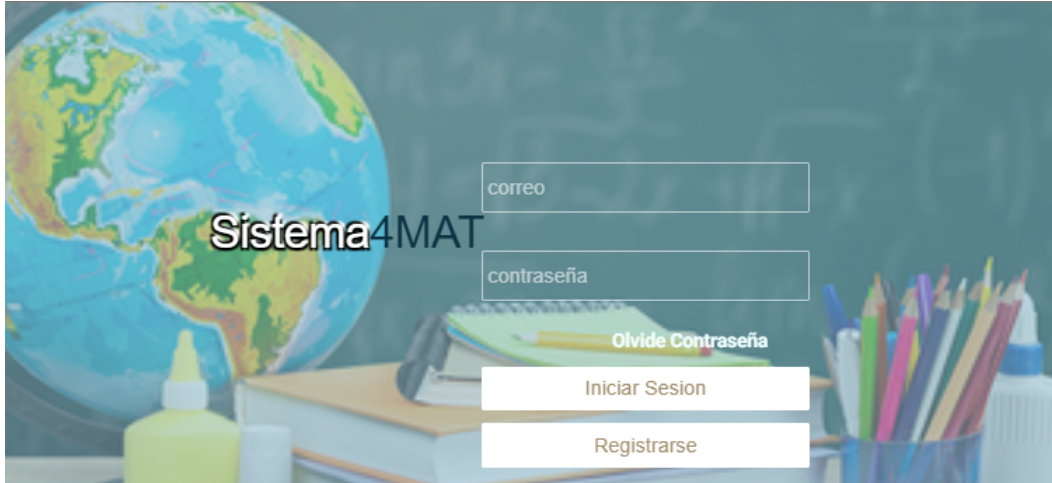 correo
Sistema4MAT
contraseña
Olvide Contraseña
Iniciar Sesion
Registrarse